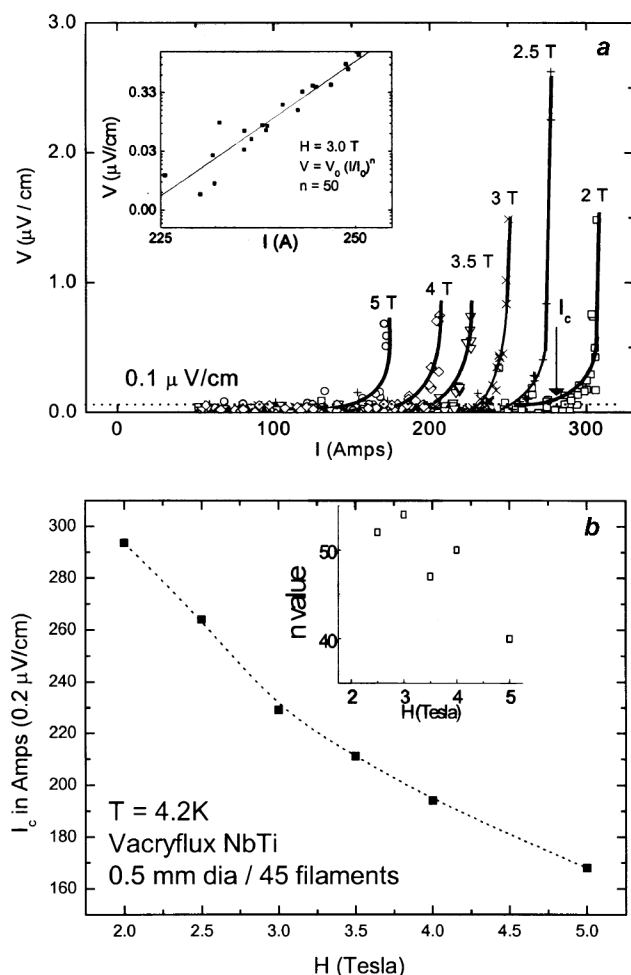 a
3.0
2.0
1.0
0.0
V (μV / cm)
0 100 200 300
I (Amps)
0.1 μ V/cm
5 T
4 T
3.5 T
3 T
2.5 T
2 T
I_c
0.33
0.03
0.00
V (μV/cm)
225 250
I (A)
H = 3.0 T
V = V_0 (I/I_0)^n
n = 50
b
300
280
260
240
220
200
180
160
I_c in Amps (0.2 μV/cm)
2.0 2.5 3.0 3.5 4.0 4.5 5.0
H (Tesla)
T = 4.2K
Vacryflux NbTi
0.5 mm dia / 45 filaments
50
40
n value
2 3 4 5
H(Tesla)